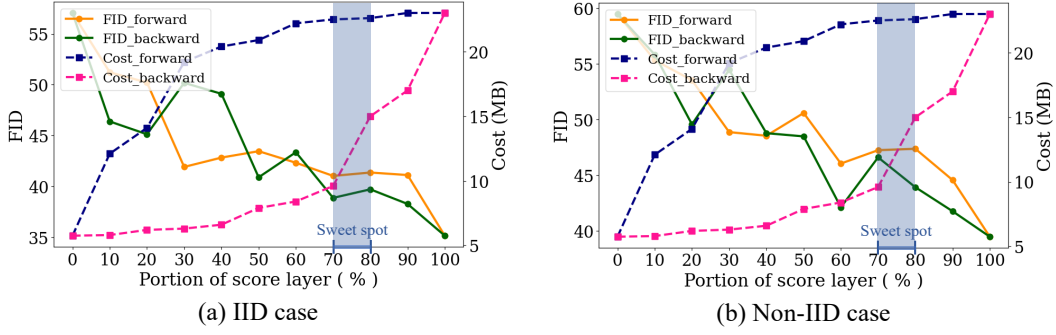 FID_forward
FID_backward
Cost_forward
Cost_backward
55
50
45
40
35
FID
20
15
10
5
Cost (MB)
Sweet spot
0 10 20 30 40 50 60 70 80 90 100
Portion of score layer ( % )
(a) IID case
FID_forward
FID_backward
Cost_forward
Cost_backward
60
55
50
45
40
FID
20
15
10
5
Cost (MB)
Sweet spot
0 10 20 30 40 50 60 70 80 90 100
Portion of score layer ( % )
(b) Non-IID case